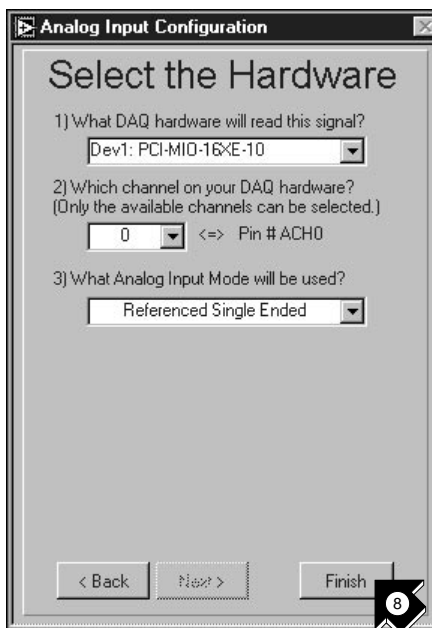 Analog Input Configuration
Select the Hardware
1) What DAQ hardware will read this signal?
Dev1: PCI-MIO-16XE-10
2) Which channel on your DAQ hardware?
(Only the available channels can be selected.)
0 <=> Pin # ACH0
3) What Analog Input Mode will be used?
Referenced Single Ended
< Back Next > Finish
8